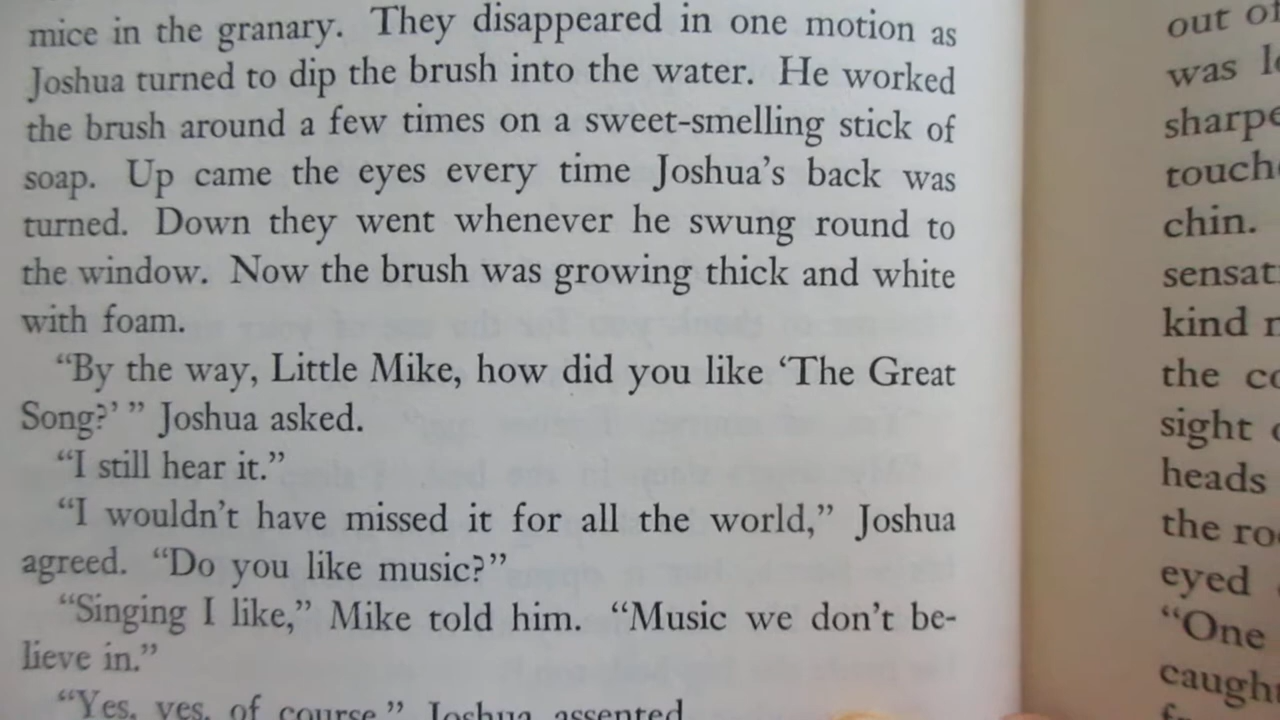 mice in the granary. They disappeared in one motion as
Joshua turned to dip the brush into the water. He worked
the brush around a few times on a sweet-smelling stick of
soap. Up came the eyes every time Joshua's back was
turned. Down they went whenever he swung round to
the window. Now the brush was growing thick and white
with foam.
“By the way, Little Mike, how did you like ‘The Great
Song?’ ” Joshua asked.
“I still hear it.”
“I wouldn't have missed it for all the world,” Joshua
agreed. “Do you like music?”
“Singing I like,” Mike told him. “Music we don't be-
lieve in.”
“Yes, yes, of course,” Joshua assented
out
was
chin.
kind
the
sight
heads
the
eyed
“One